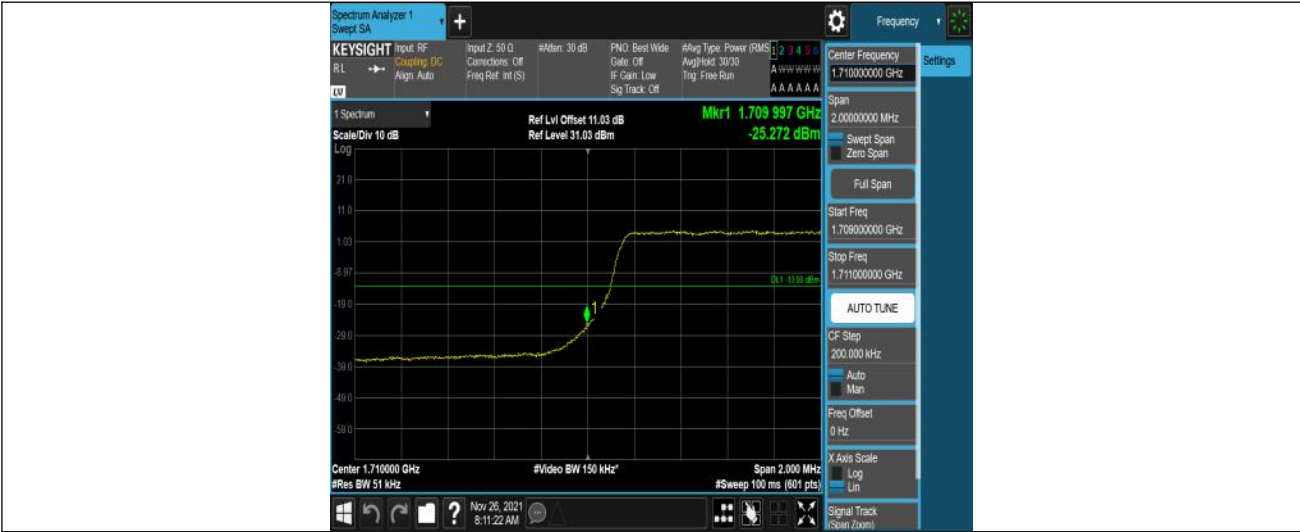 Spectrum Analyzer 1
Swept SA
+
Frequency
KEYSIGHT
RL
Input: RF
Coupling: DC
Align: Auto
Input Z: 50 Ω
Corrections: Off
Freq Ref: Int (S)
#Atten: 30 dB
PNO: Best Wide
Gate: Off
IF Gain: Low
Sig Track: Off
#Avg Type: Power (RMS
Avg|Hold: 30/30
Trig: Free Run
1 2 3 4 5 6
A W W W W W
A A A A A A
1 Spectrum
Scale/Div 10 dB
Log
Ref Lvl Offset 11.03 dB
Ref Level 31.03 dBm
Mkr1 1.709 997 GHz
-25.272 dBm
21.0
11.0
1.03
-8.97
DL1 -13.00 dBm
-19.0
1
-29.0
-39.0
-49.0
-59.0
Center 1.710000 GHz
#Res BW 51 kHz
#Video BW 150 kHz*
Span 2.000 MHz
#Sweep 100 ms (601 pts)
?
Nov 26, 2021
8:11:22 AM
Center Frequency
1.710000000 GHz
Settings
Span
2.00000000 MHz
Swept Span
Zero Span
Full Span
Start Freq
1.709000000 GHz
Stop Freq
1.711000000 GHz
AUTO TUNE
CF Step
200.000 kHz
Auto
Man
Freq Offset
0 Hz
X Axis Scale
Log
Lin
Signal Track
(Span Zoom)